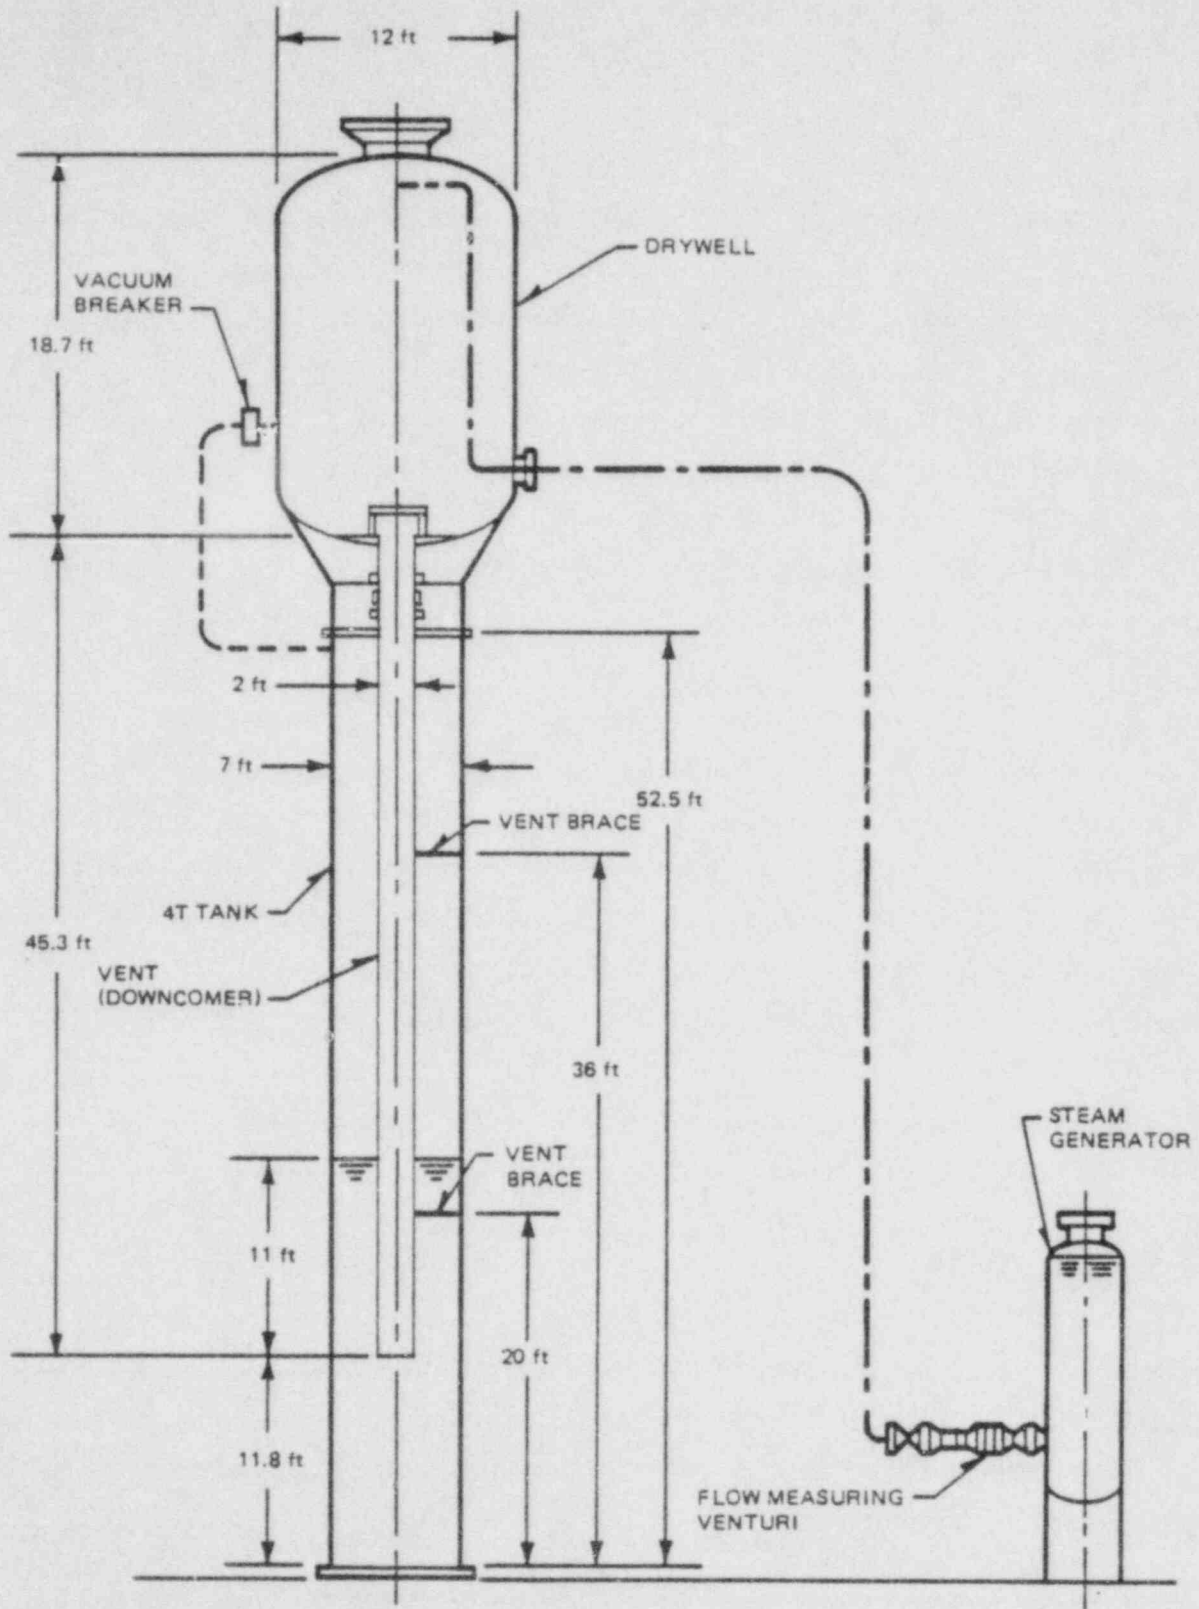 12 ft
DRYWELL
VACUUM
BREAKER
18.7 ft
2 ft
7 ft
52.5 ft
VENT BRACE
4T TANK
45.3 ft
VENT
(DOWNCOMER)
36 ft
STEAM
GENERATOR
VENT
BRACE
11 ft
20 ft
11.8 ft
FLOW MEASURING
VENTURI